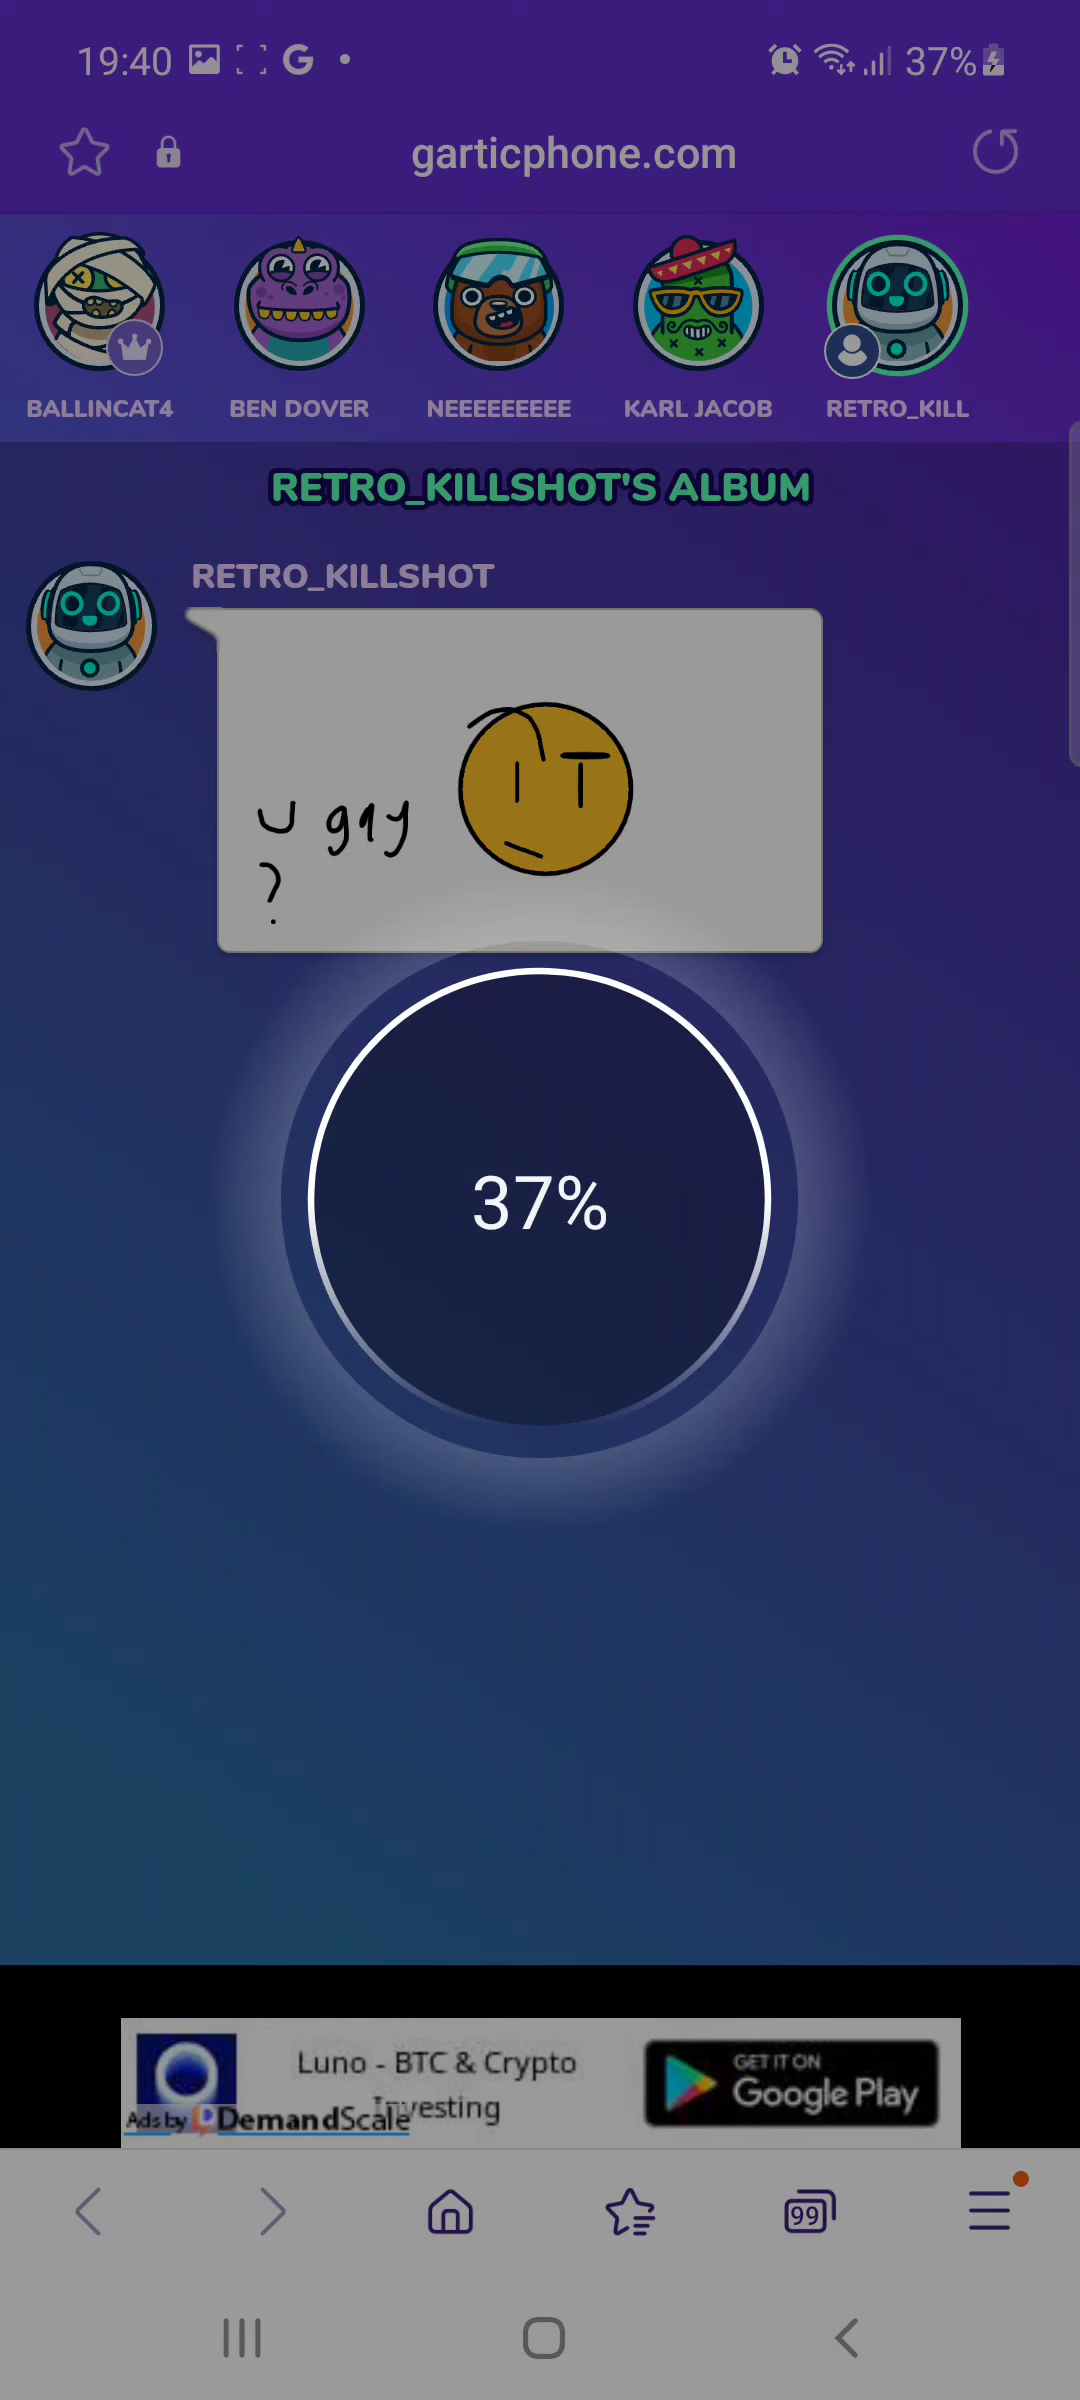 19:40 G 37%
garticphone.com
BALLINCAT4 BEN DOVER NEEEEEEEEE KARL JACOB RETRO_KILL
RETRO_KILLSHOT'S ALBUM
RETRO_KILLSHOT
u gay
?
37%
Luno - BTC & Crypto
Investing
GET IT ON
Google Play
Ads by DemandScale
99